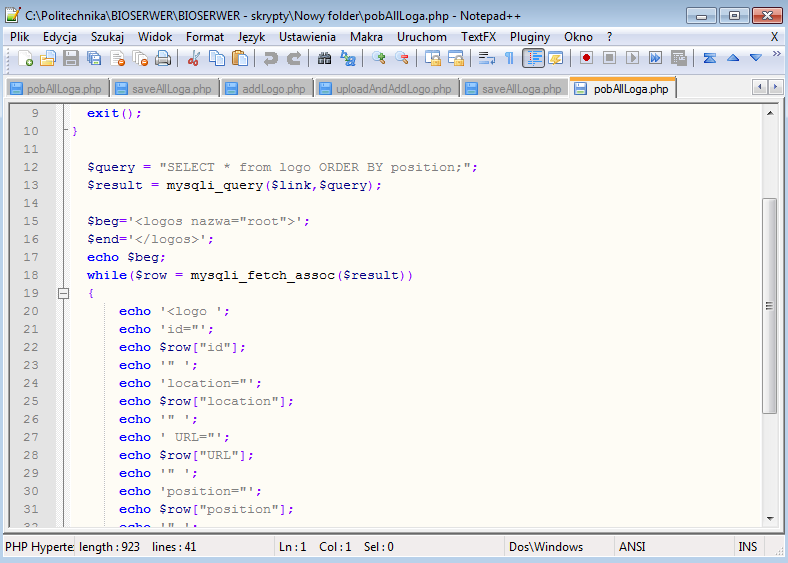 C:\Politechnika\BIOSERWER\BIOSERWER - skrypty\Nowy folder\pobAllLoga.php - Notepad++
Plik Edycja Szukaj Widok Format Język Ustawienia Makra Uruchom TextFX Pluginy Okno ? X
pobAllLoga.php saveAllLoga.php addLogo.php uploadAndAddLogo.php saveAllLoga.php pobAllLoga.php
9 exit();
10 }
11
12 $query = "SELECT * from logo ORDER BY position;";
13 $result = mysqli_query($link,$query);
14
15 $beg='<logos nazwa="root">';
16 $end='</logos>';
17 echo $beg;
18 while($row = mysqli_fetch_assoc($result))
19 {
20 echo '<logo ';
21 echo 'id="';
22 echo $row["id"];
23 echo '" ';
24 echo 'location="';
25 echo $row["location"];
26 echo '" ';
27 echo ' URL="';
28 echo $row["URL"];
29 echo '" ';
30 echo 'position="';
31 echo $row["position"];
32 echo '" ';
PHP Hyperte length : 923 lines : 41 Ln : 1 Col : 1 Sel : 0 Dos\Windows ANSI INS